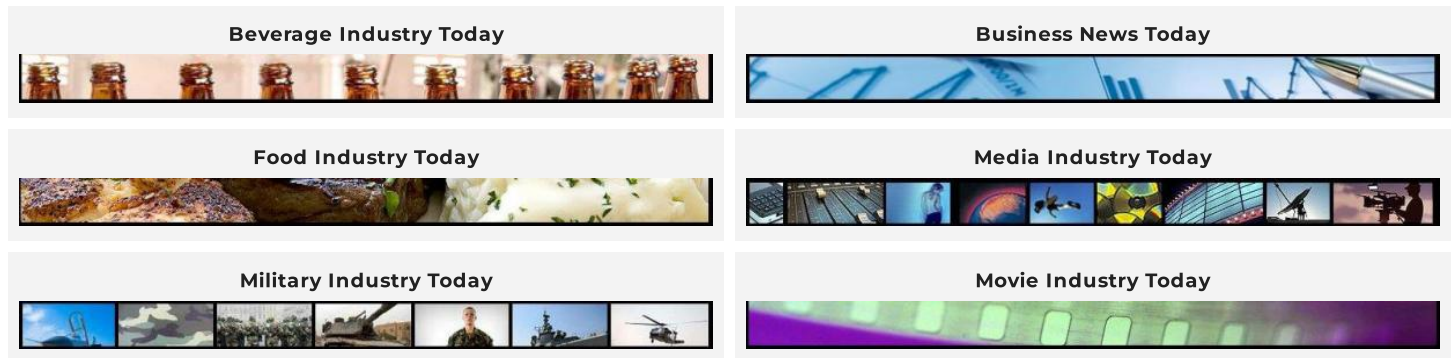 Beverage Industry Today
Business News Today
Food Industry Today
Media Industry Today
Military Industry Today
Movie Industry Today